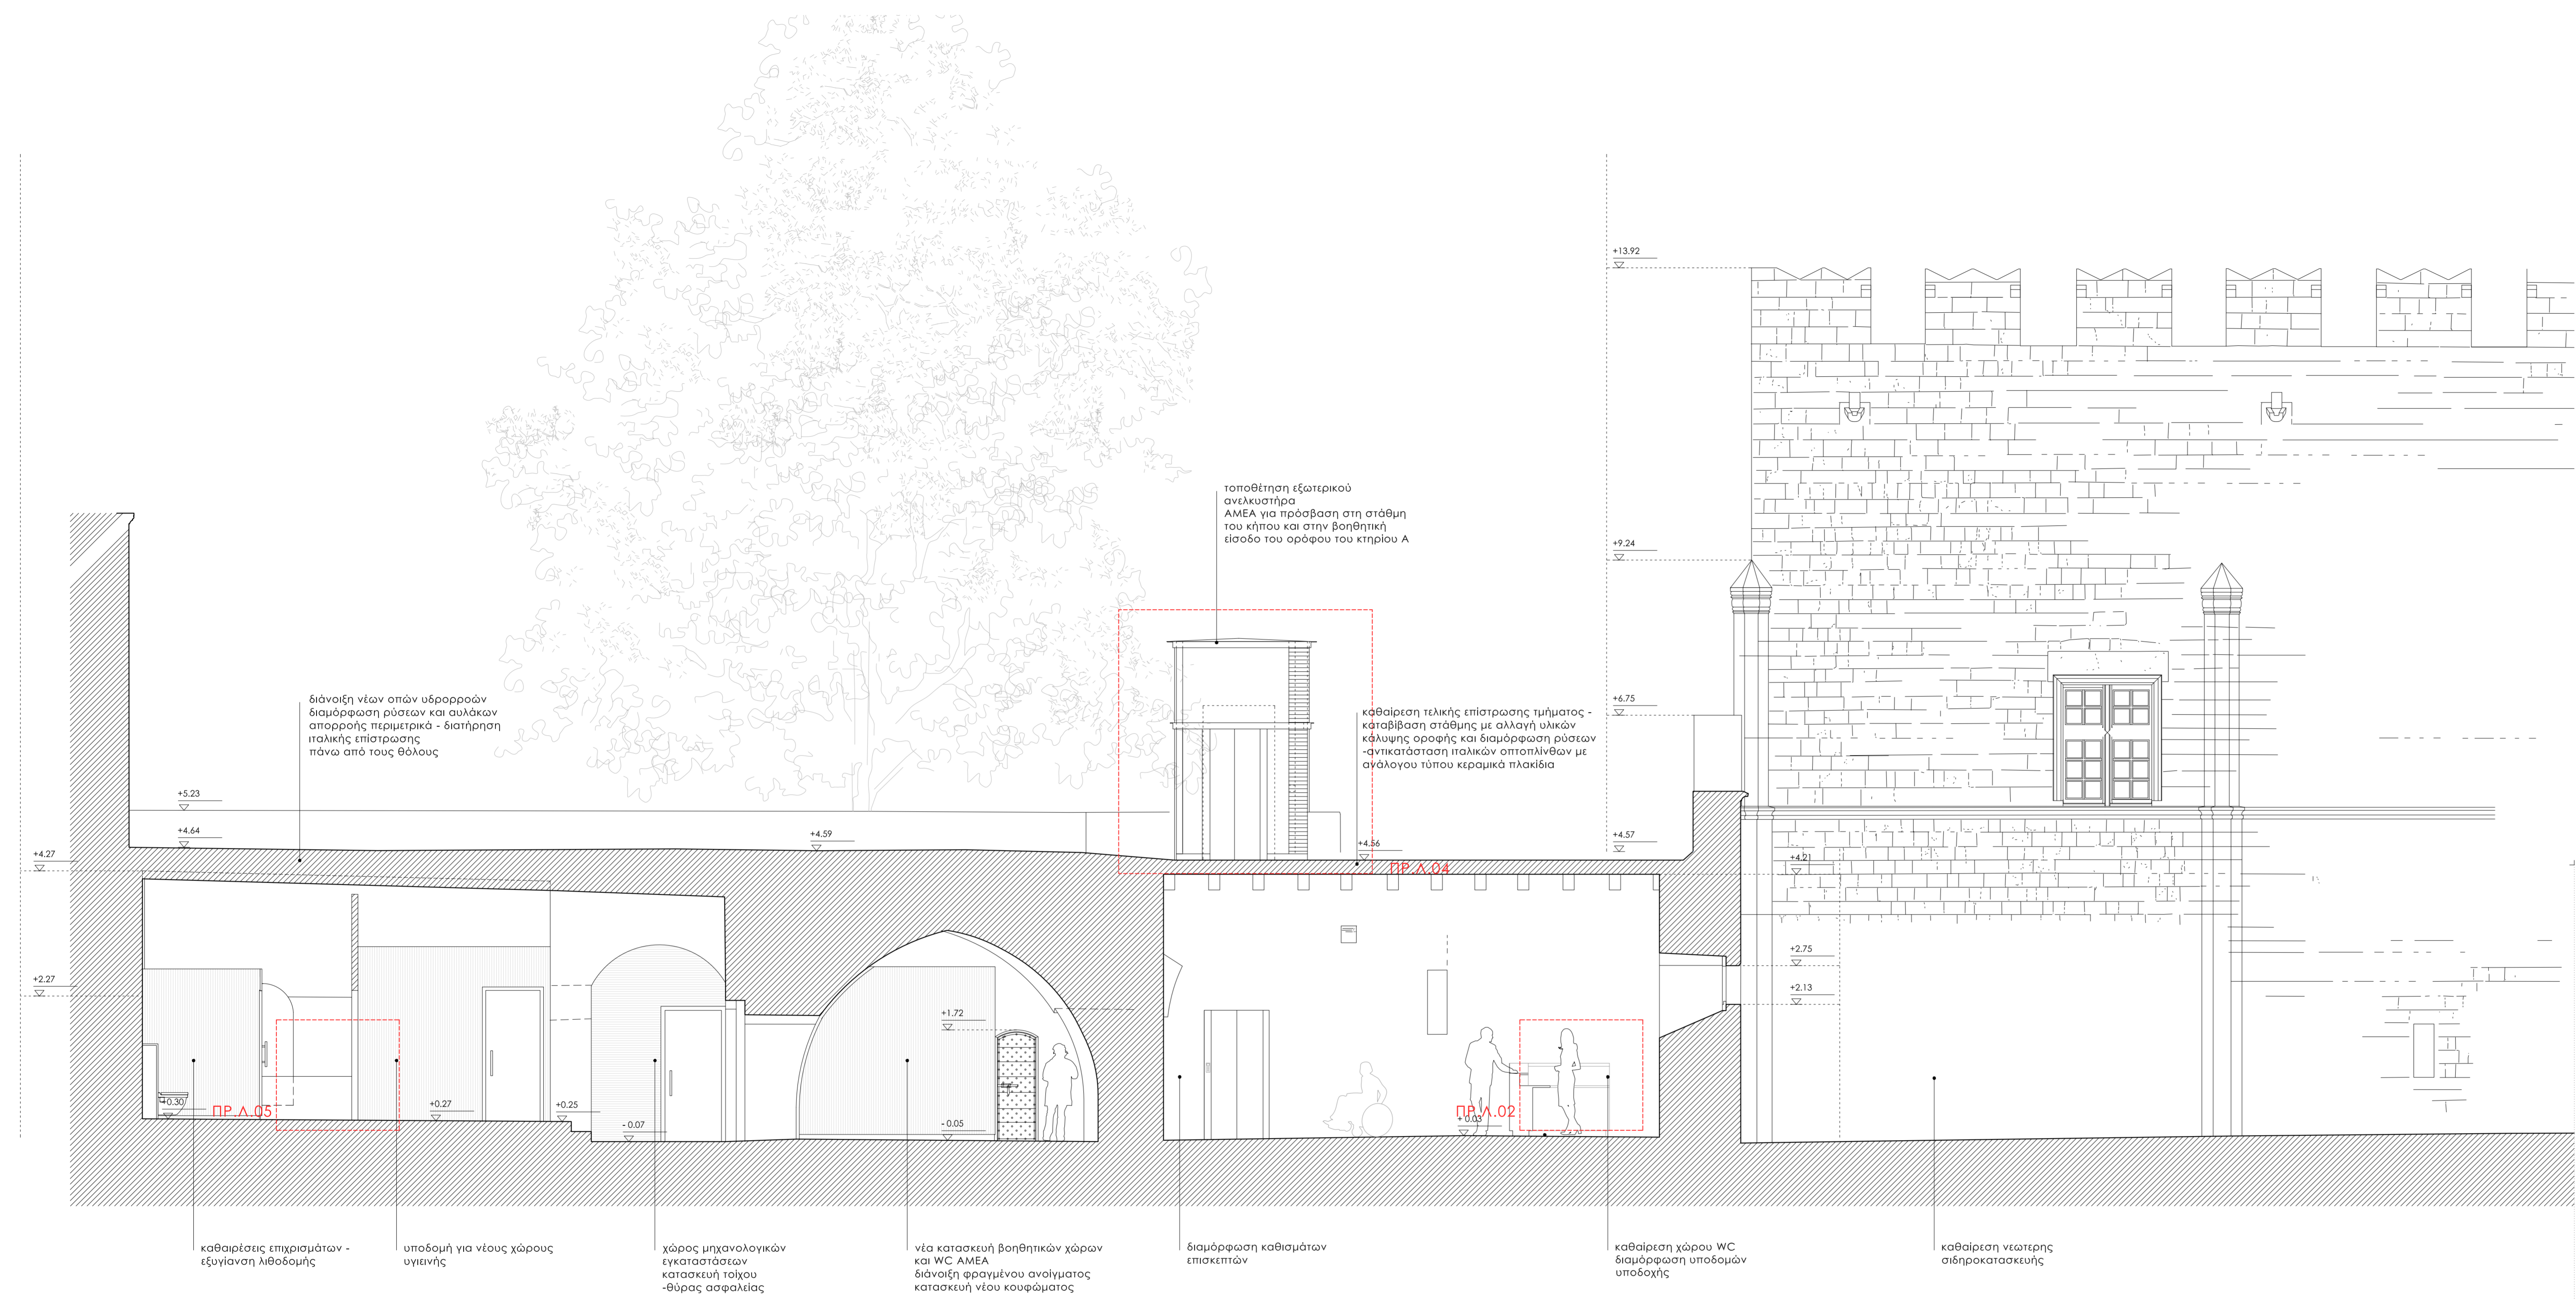 +13.92
τοποθέτηση εξωτερικού
ανελκυστήρα
ΑΜΕΑ για πρόσβαση στη στάθμη
του κήπου και στην βοηθητική
είσοδο του ορόφου του κτηρίου Α
+9.24
διάνοιξη νέων οπών υδρορροών
διαμόρφωση ρύσεων και αυλάκων
απορροής περιμετρικά - διατήρηση
ιταλικής επίστρωσης
πάνω από τους θόλους
+6.75
καθαίρεση τελικής επίστρωσης τμήματος -
καταβίβαση στάθμης με αλλαγή υλικών
κάλυψης οροφής και διαμόρφωση ρύσεων
-αντικατάσταση ιταλικών οπτοπλίνθων με
ανάλογου τύπου κεραμικά πλακίδια
+5.23
+4.64
+4.59
+4.57
+4.56
+4.27
+4.21
ΠΡ.Λ.04
+2.75
+2.27
+2.13
+1.72
+0.30
ΠΡ.Λ.05
+0.27
+0.25
- 0.07
- 0.05
ΠΡ.Λ.02
+ 0.03
καθαιρέσεις επιχρισμάτων -
εξυγίανση λιθοδομής
υποδομή για νέους χώρους
υγιεινής
χώρος μηχανολογικών
εγκαταστάσεων
κατασκευή τοίχου
-θύρας ασφαλείας
νέα κατασκευή βοηθητικών χώρων
και WC ΑΜΕΑ
διάνοιξη φραγμένου ανοίγματος
κατασκευή νέου κουφώματος
διαμόρφωση καθισμάτων
επισκεπτών
καθαίρεση χώρου WC
διαμόρφωση υποδομών
υποδοχής
καθαίρεση νεωτερης
σιδηροκατασκευής